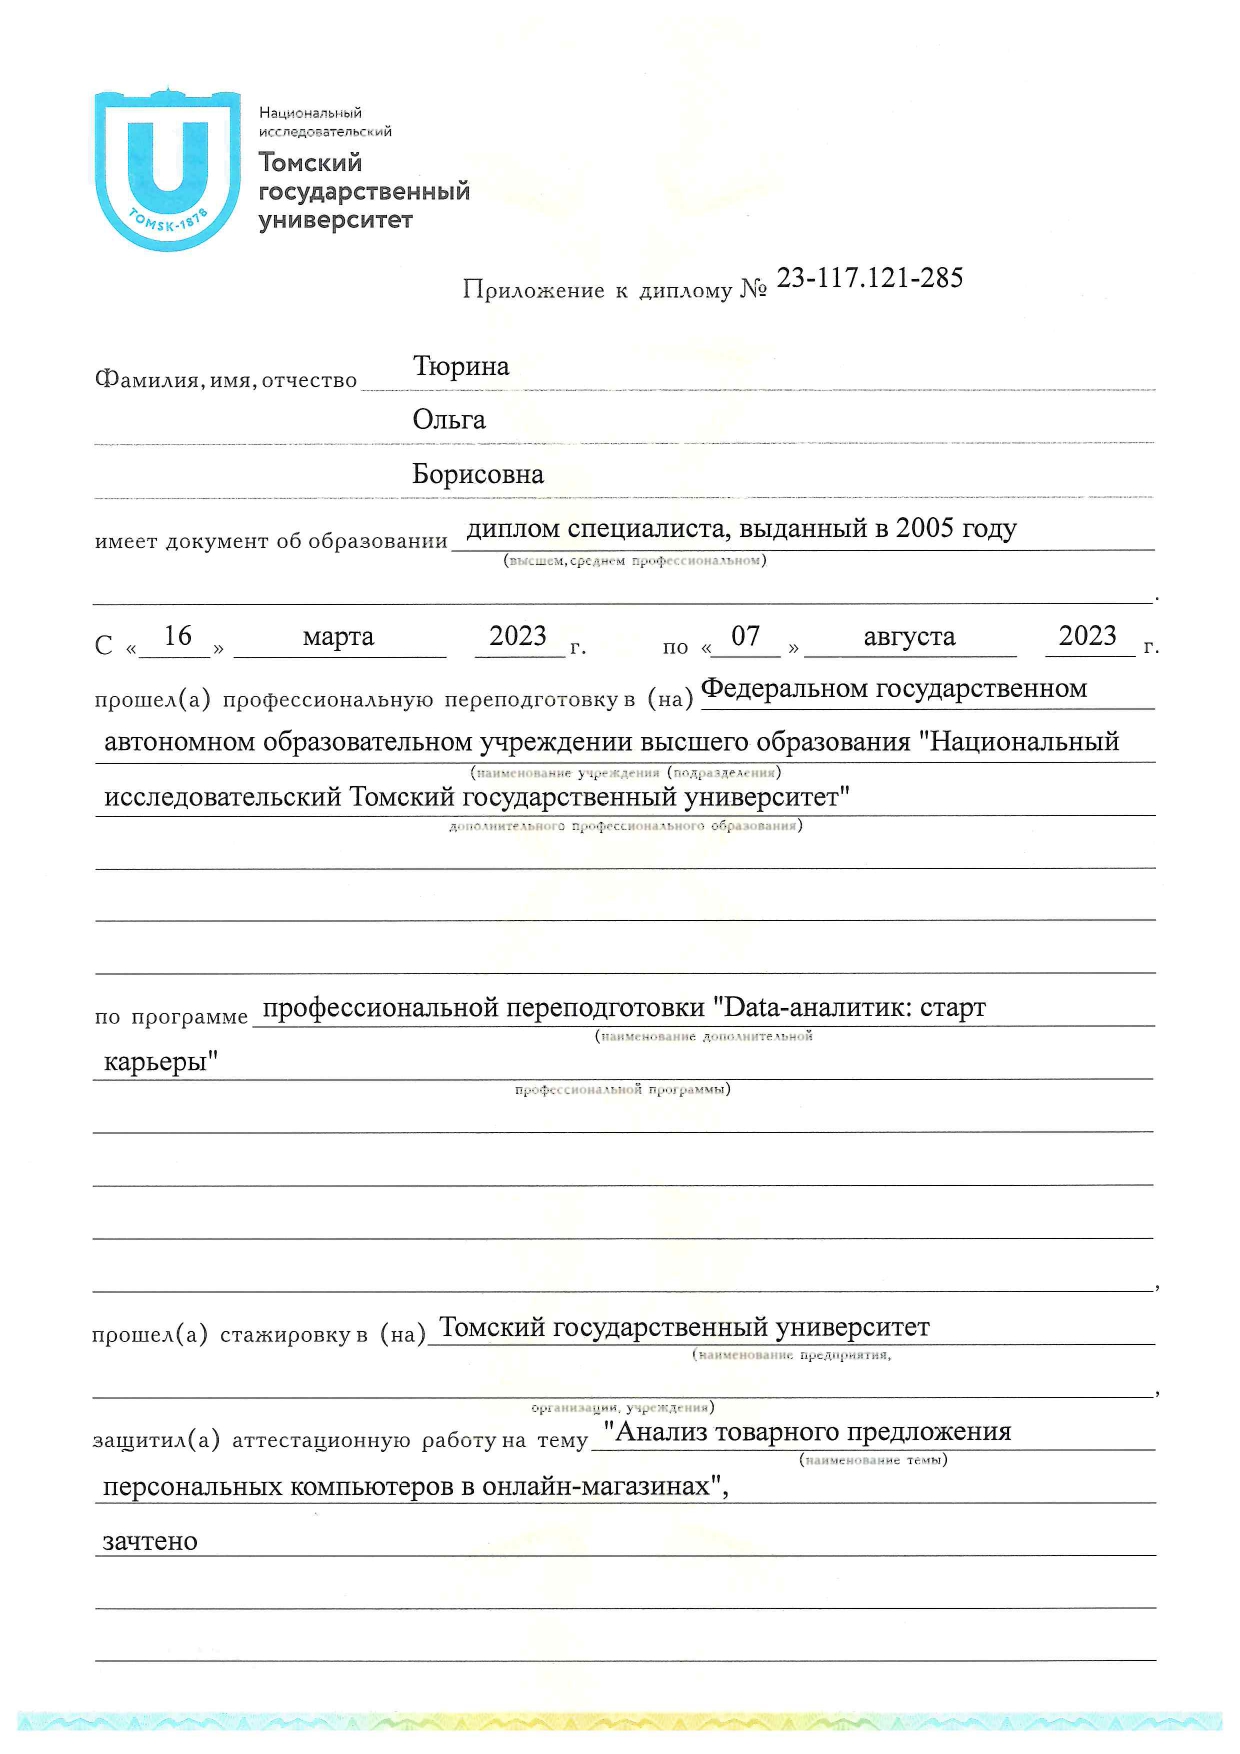 Национальный
исследовательский
Томский
государственный
университет
TOMSK-1878
Приложение к диплому № 23-117.121-285
Фамилия, имя, отчество Тюрина
Ольга
Борисовна
имеет документ об образовании диплом специалиста, выданный в 2005 году
(высшем, среднем профессиональном)
.
С « 16 » марта 2023 г. по « 07 » августа 2023 г.
прошел(а) профессиональную переподготовку в (на) Федеральном государственном
автономном образовательном учреждении высшего образования "Национальный
(наименование учреждения (подразделения)
исследовательский Томский государственный университет"
дополнительного профессионального образования)
по программе профессиональной переподготовки "Data-аналитик: старт
(наименование дополнительной
карьеры"
профессиональной программы)
,
прошел(а) стажировку в (на) Томский государственный университет
(наименование предприятия,
,
организации, учреждения)
защитил(а) аттестационную работу на тему "Анализ товарного предложения
(наименование темы)
персональных компьютеров в онлайн-магазинах",
зачтено